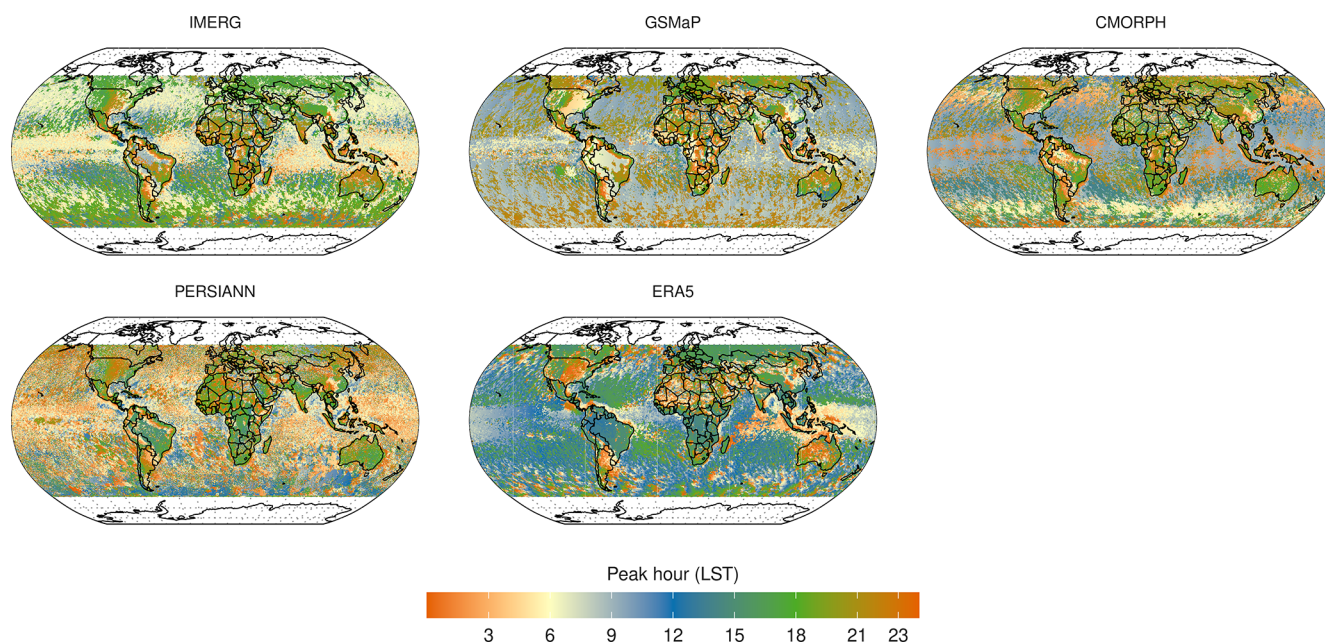 IMERG
GSMaP
CMORPH
PERSIANN
ERA5
Peak hour (LST)
3 6 9 12 15 18 21 23